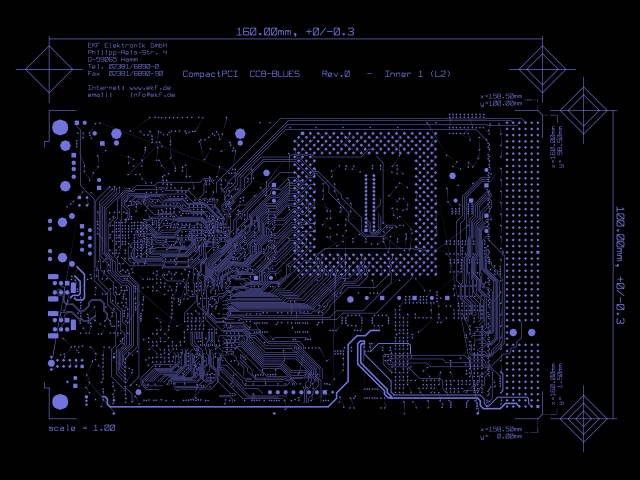 160.00mm, +0/-0.3
EKF Elektronik GmbH
Philipp-Reis-Str. 4
D-59065 Hamm
Tel. 02381/6890-0
Fax  02381/6890-90
Internet: www.ekf.de
email:    info@ekf.de
CompactPCI  CC8-BLUES    Rev.0   -   Inner 1 (L2)
x=158.50mm
y=100.00mm
x=160.00mm
y= 98.50mm
100.00mm, +0/-0.3
x=160.00mm
y=  1.50mm
x=158.50mm
y=  0.00mm
scale = 1.00